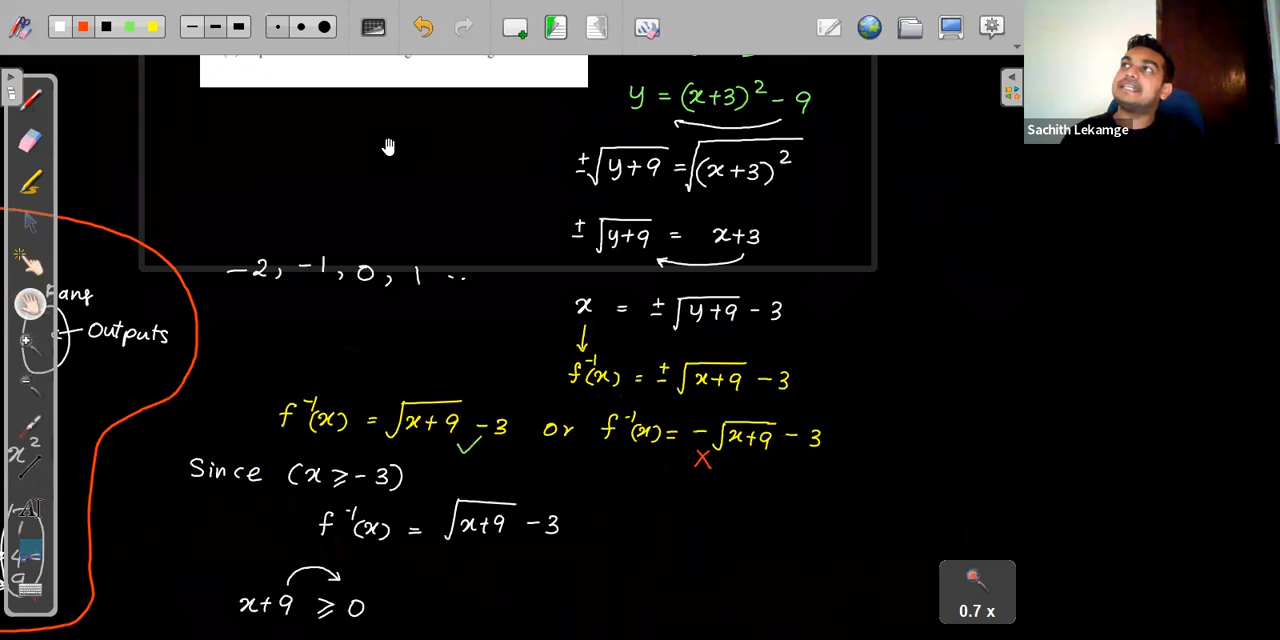 y = (x+3)² - 9
±√(y+9) = √((x+3)²)
±√(y+9) = x+3
-2, -1, 0, 1 ..
x = ±√(y+9) - 3
f⁻¹(x) = ±√(x+9) - 3
f⁻¹(x) = √(x+9) - 3 or f⁻¹(x) = -√(x+9) - 3
Since (x ≥ -3)
f⁻¹(x) = √(x+9) - 3
x+9 ≥ 0
Outputs
Sachith Lekamge
0.7 x